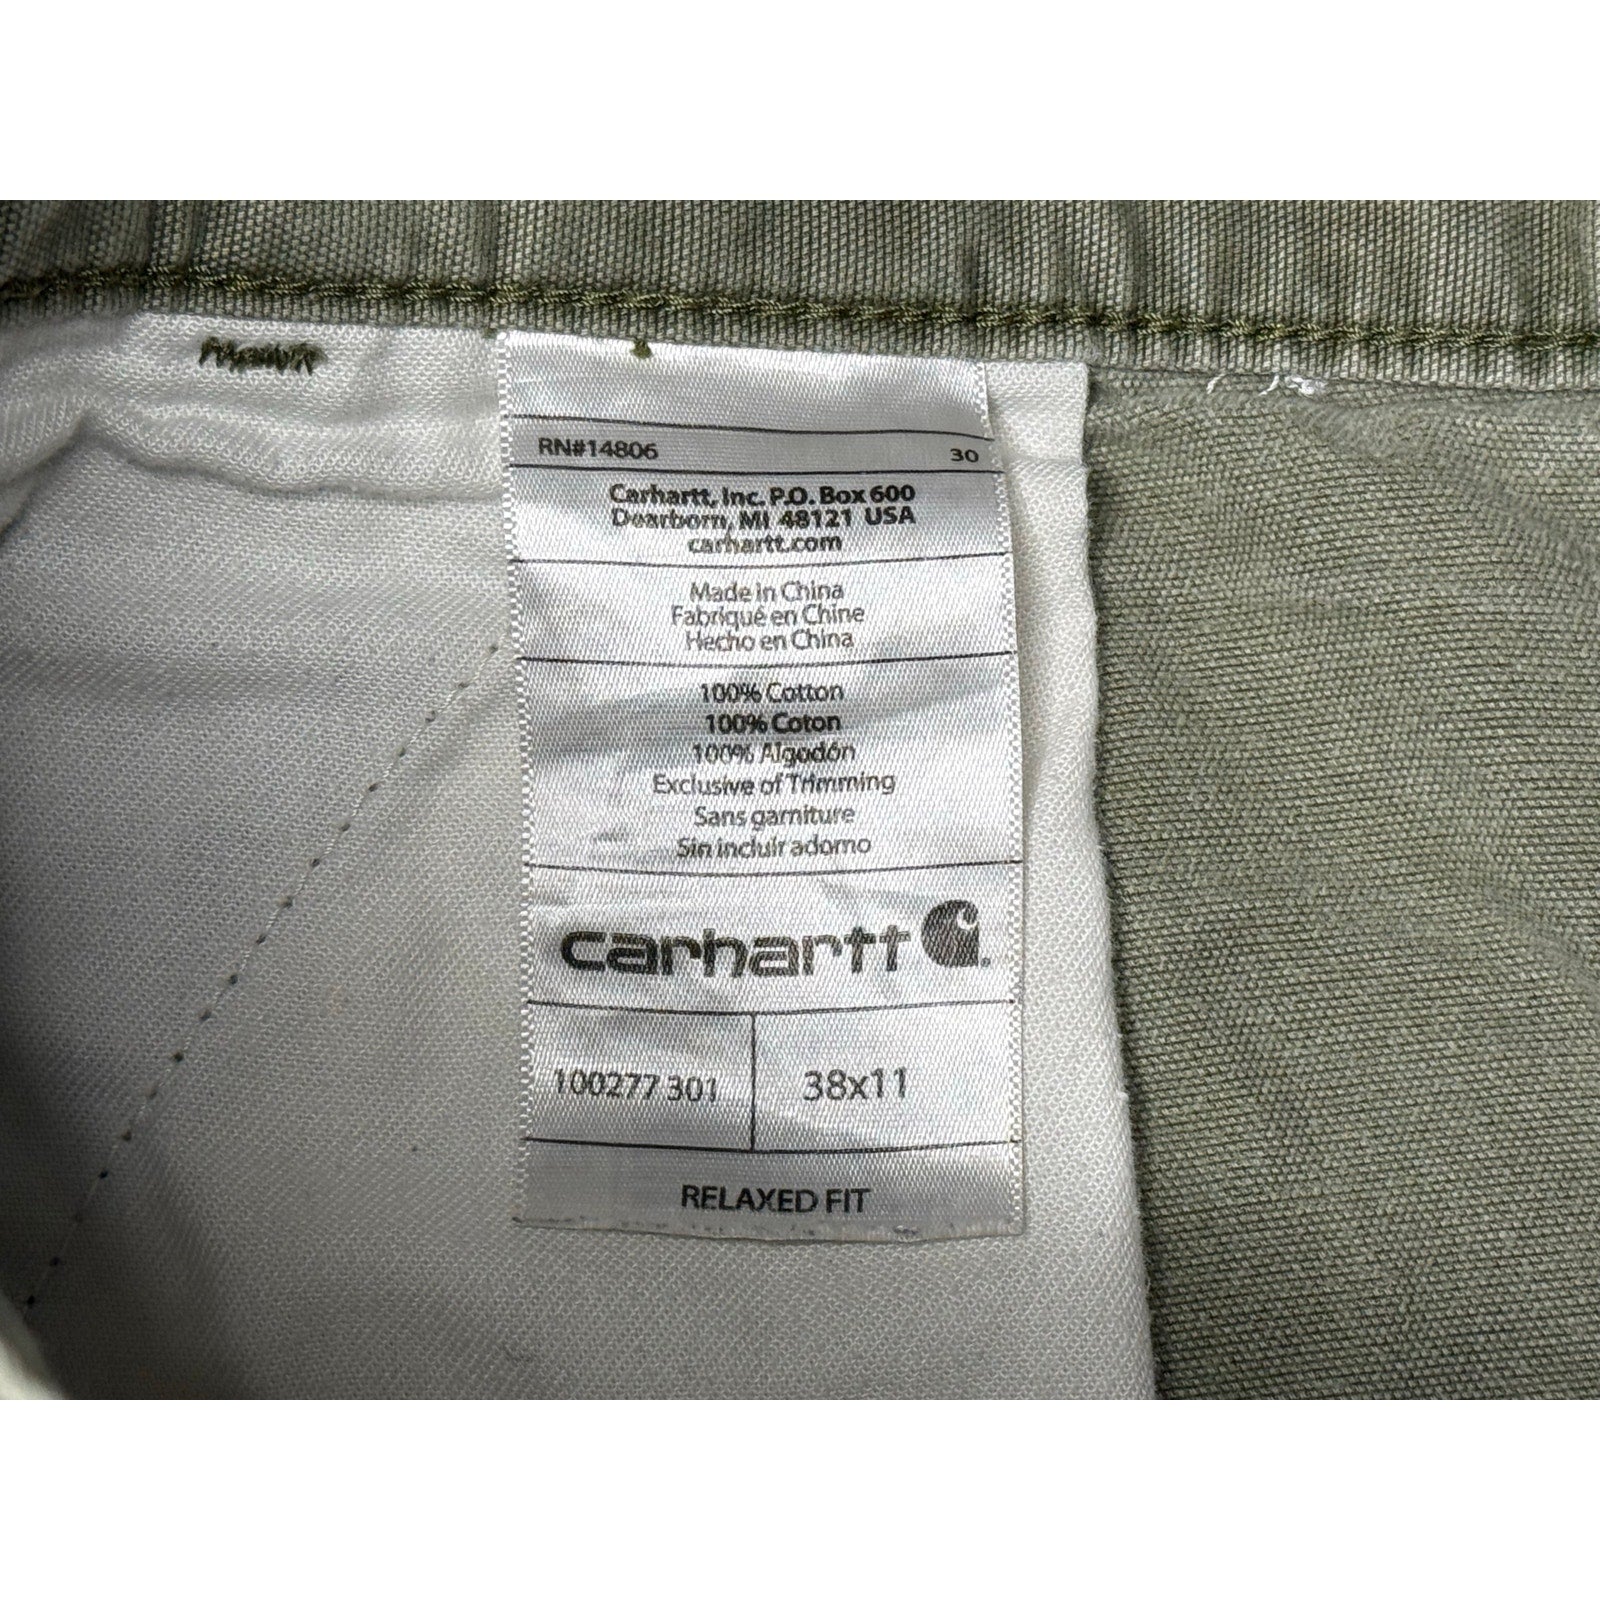 RN#14806 30
Carhartt, Inc. P.O. Box 600
Dearborn, MI 48121 USA
carhartt.com
Made in China
Fabriqué en Chine
Hecho en China
100% Cotton
100% Coton
100% Algodón
Exclusive of Trimming
Sans garniture
Sin incluir adorno
carhartt
100277 301 38x11
RELAXED FIT